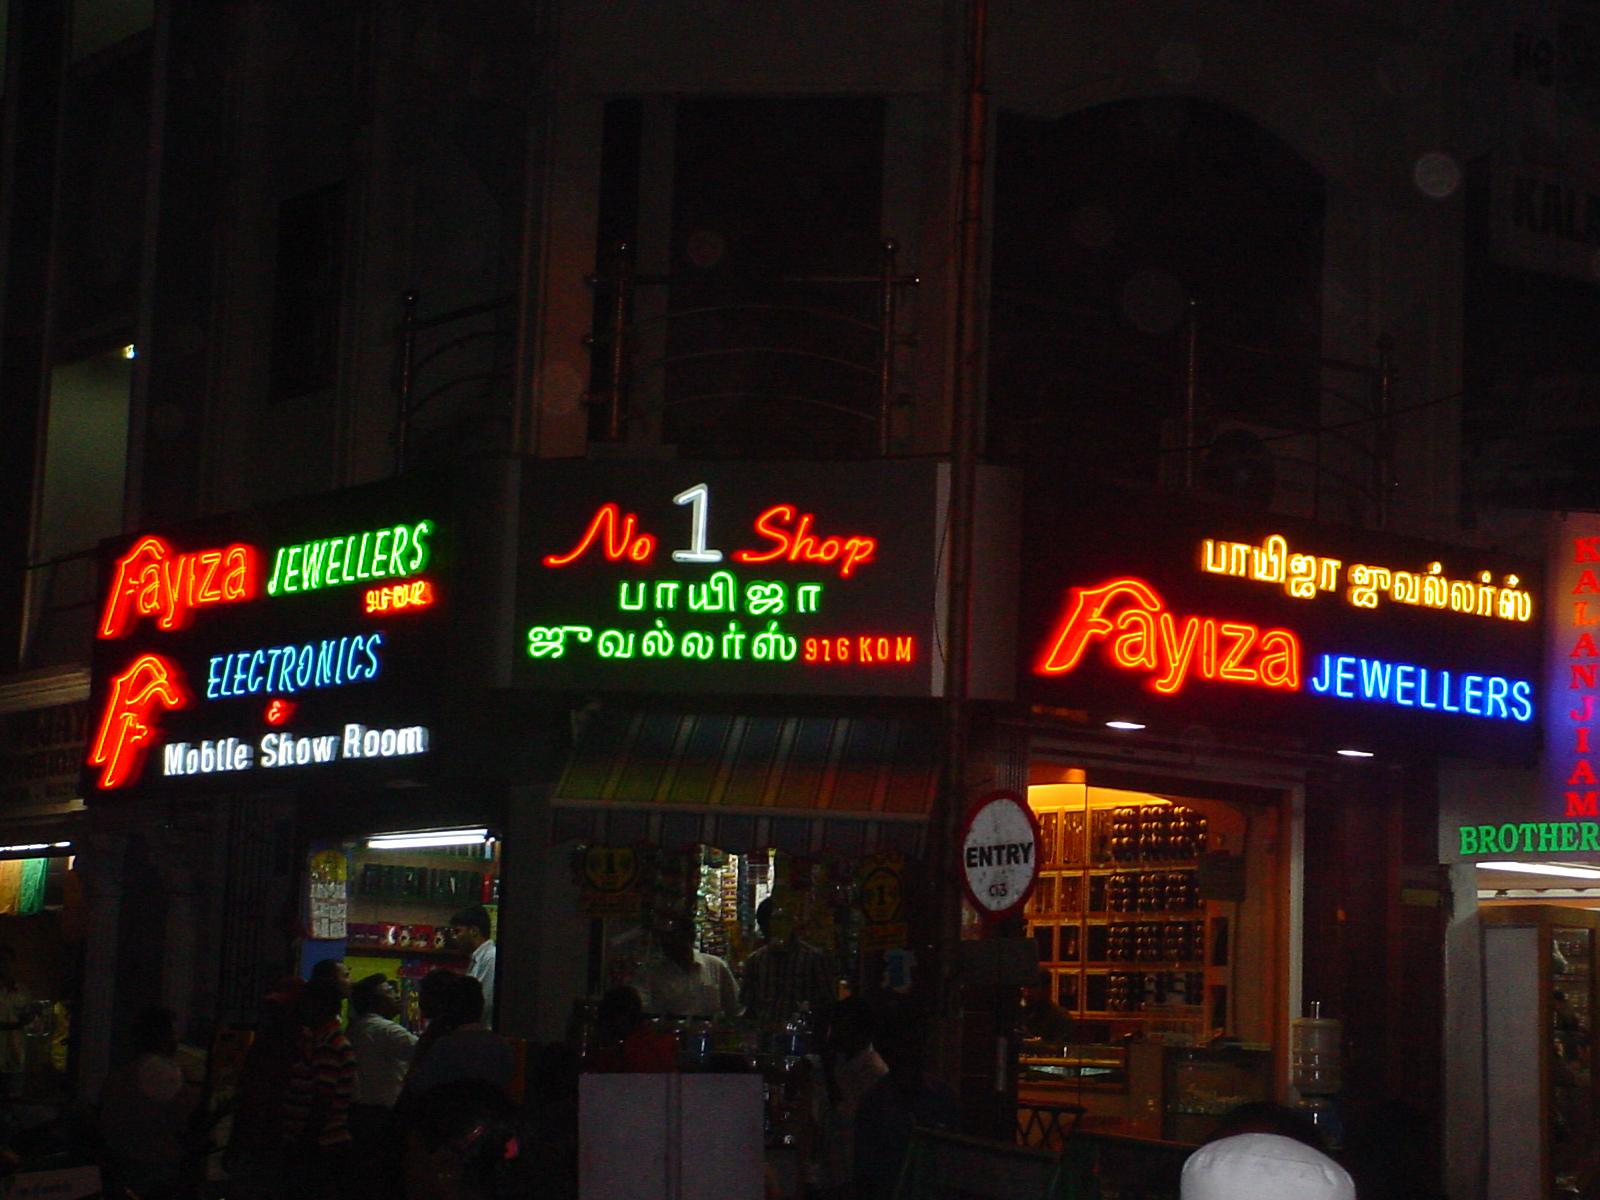 Fayiza JEWELLERS
ELECTRONICS
&
Mobile Show Room
No 1 Shop
பாயிஜா
ஜுவல்லர்ஸ் 916 KDM
பாயிஜா ஜுவல்லர்ஸ்
Fayiza JEWELLERS
ENTRY
KALANJIAM
BROTHER